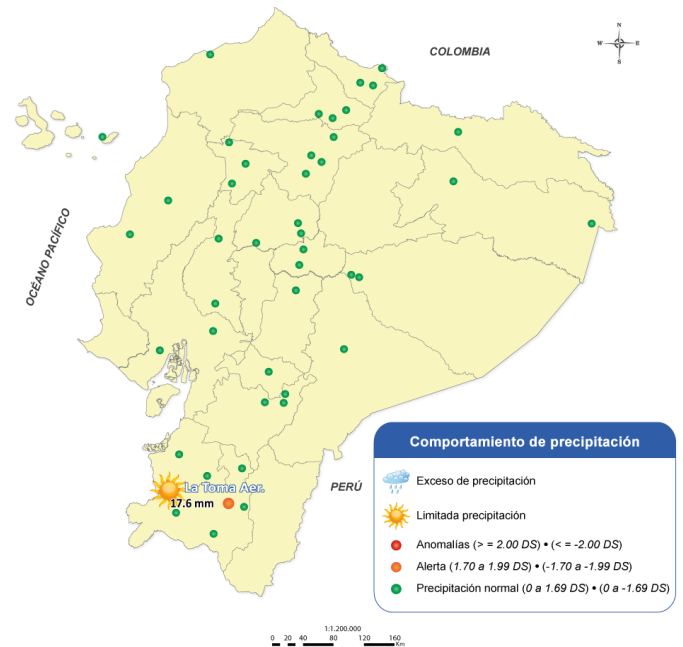 N
W E
S
COLOMBIA
OCÉANO PACÍFICO
La Toma Aer.
17.6 mm
PERÚ
Comportamiento de precipitación
Exceso de precipitación
Limitada precipitación
Anomalías (> = 2.00 DS) • (< = -2.00 DS)
Alerta (1.70 a 1.99 DS) • (-1.70 a -1.99 DS)
Precipitación normal (0 a 1.69 DS) • (0 a -1.69 DS)
1:1.200.000
0 20 40 80 120 160
Km